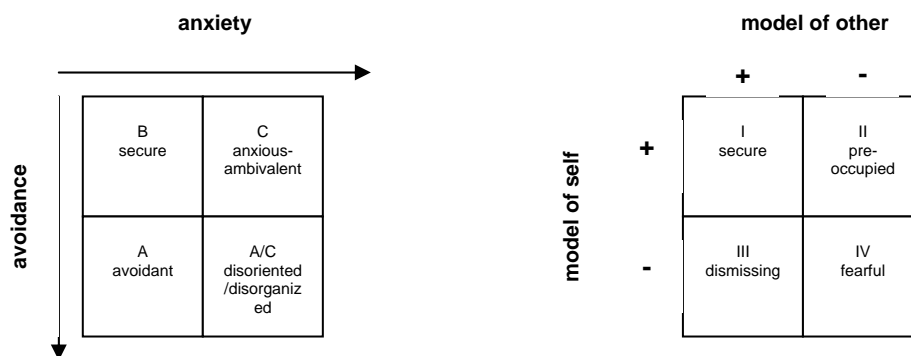 anxiety
avoidance
B
secure
C
anxious-
ambivalent
A
avoidant
A/C
disoriented
/disorganiz
ed
model of other
+ -
model of self
+
-
I
secure
II
pre-
occupied
III
dismissing
IV
fearful